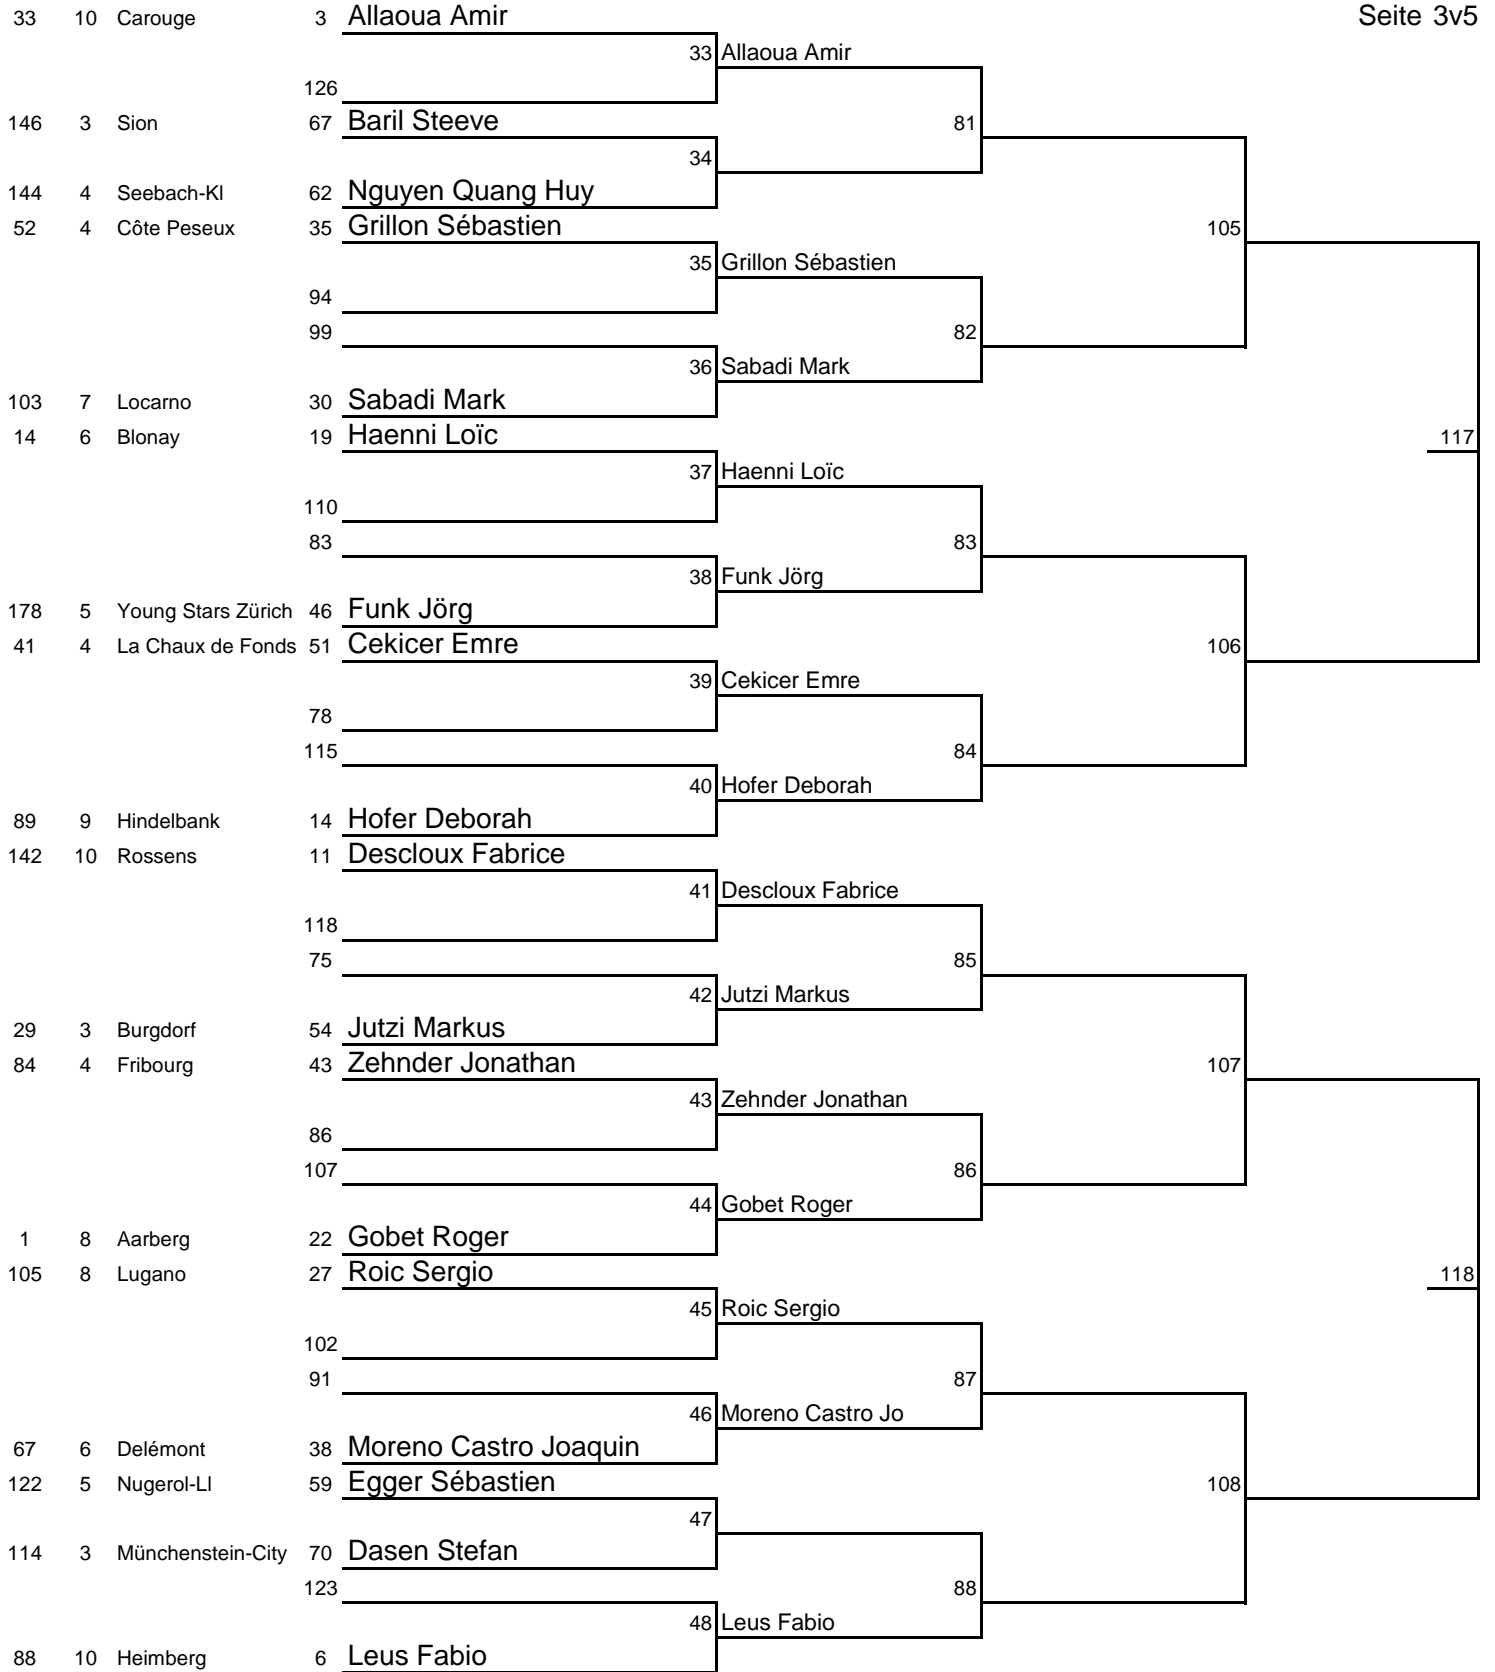 33 10 Carouge 3 Allaoua Amir Seite 3v5
33 Allaoua Amir
126
146 3 Sion 67 Baril Steeve 81
34
144 4 Seebach-Kl 62 Nguyen Quang Huy
52 4 Côte Peseux 35 Grillon Sébastien 105
35 Grillon Sébastien
94
99 82
36 Sabadi Mark
103 7 Locarno 30 Sabadi Mark
14 6 Blonay 19 Haenni Loïc 117
37 Haenni Loïc
110
83 83
38 Funk Jörg
178 5 Young Stars Zürich 46 Funk Jörg
41 4 La Chaux de Fonds 51 Cekicer Emre 106
39 Cekicer Emre
78
115 84
40 Hofer Deborah
89 9 Hindelbank 14 Hofer Deborah
142 10 Rossens 11 Descloux Fabrice
41 Descloux Fabrice
118
75 85
42 Jutzi Markus
29 3 Burgdorf 54 Jutzi Markus
84 4 Fribourg 43 Zehnder Jonathan 107
43 Zehnder Jonathan
86
107 86
44 Gobet Roger
1 8 Aarberg 22 Gobet Roger
105 8 Lugano 27 Roic Sergio 118
45 Roic Sergio
102
91 87
46 Moreno Castro Jo
67 6 Delémont 38 Moreno Castro Joaquin
122 5 Nugerol-Ll 59 Egger Sébastien 108
47
114 3 Münchenstein-City 70 Dasen Stefan
123 88
48 Leus Fabio
88 10 Heimberg 6 Leus Fabio